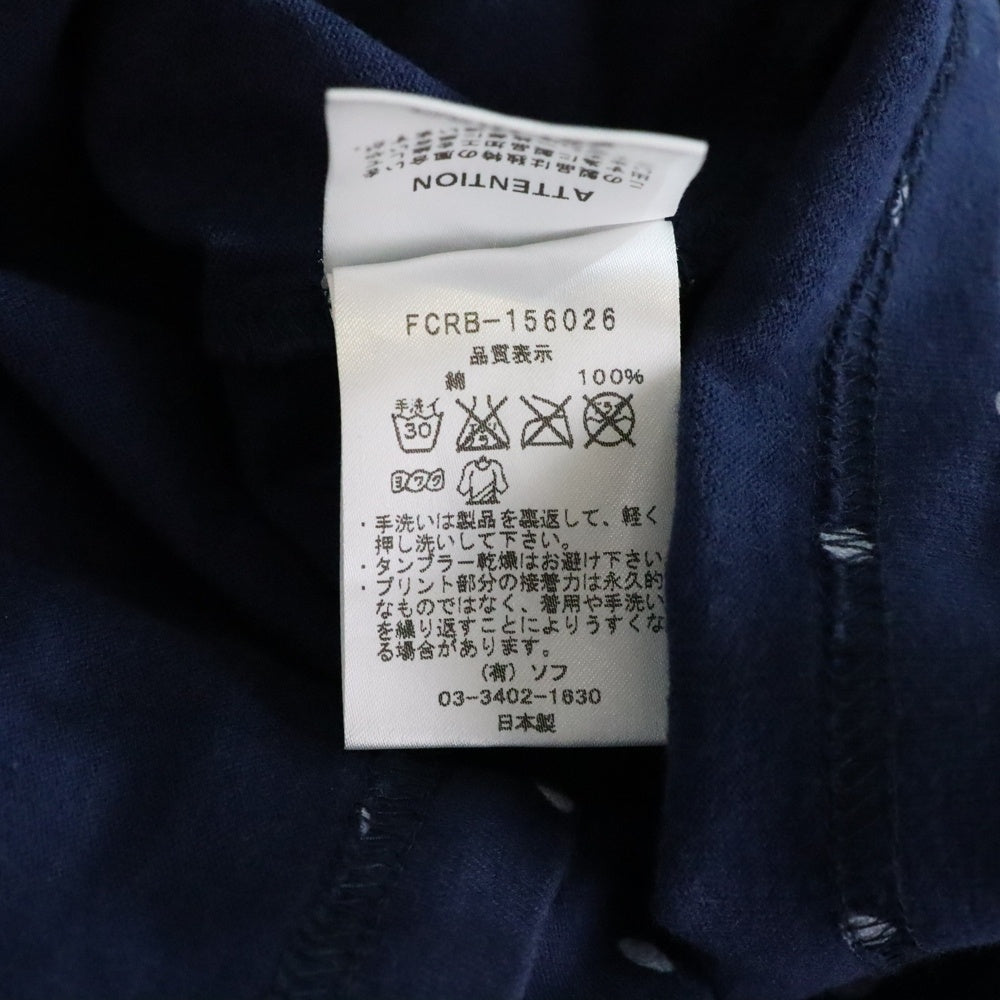 ATTENTION
FCRB-156026
品質表示
綿 100%
手洗イ
30
ヨワク
・手洗いは製品を裏返して、軽く
押し洗いして下さい。
・タンブラー乾燥はお避け下さい
・プリント部分の接着力は永久的
なものではなく、着用や手洗い
を繰り返すことによりうすくな
る場合があります。
(有)ソフ
03-3402-1630
日本製